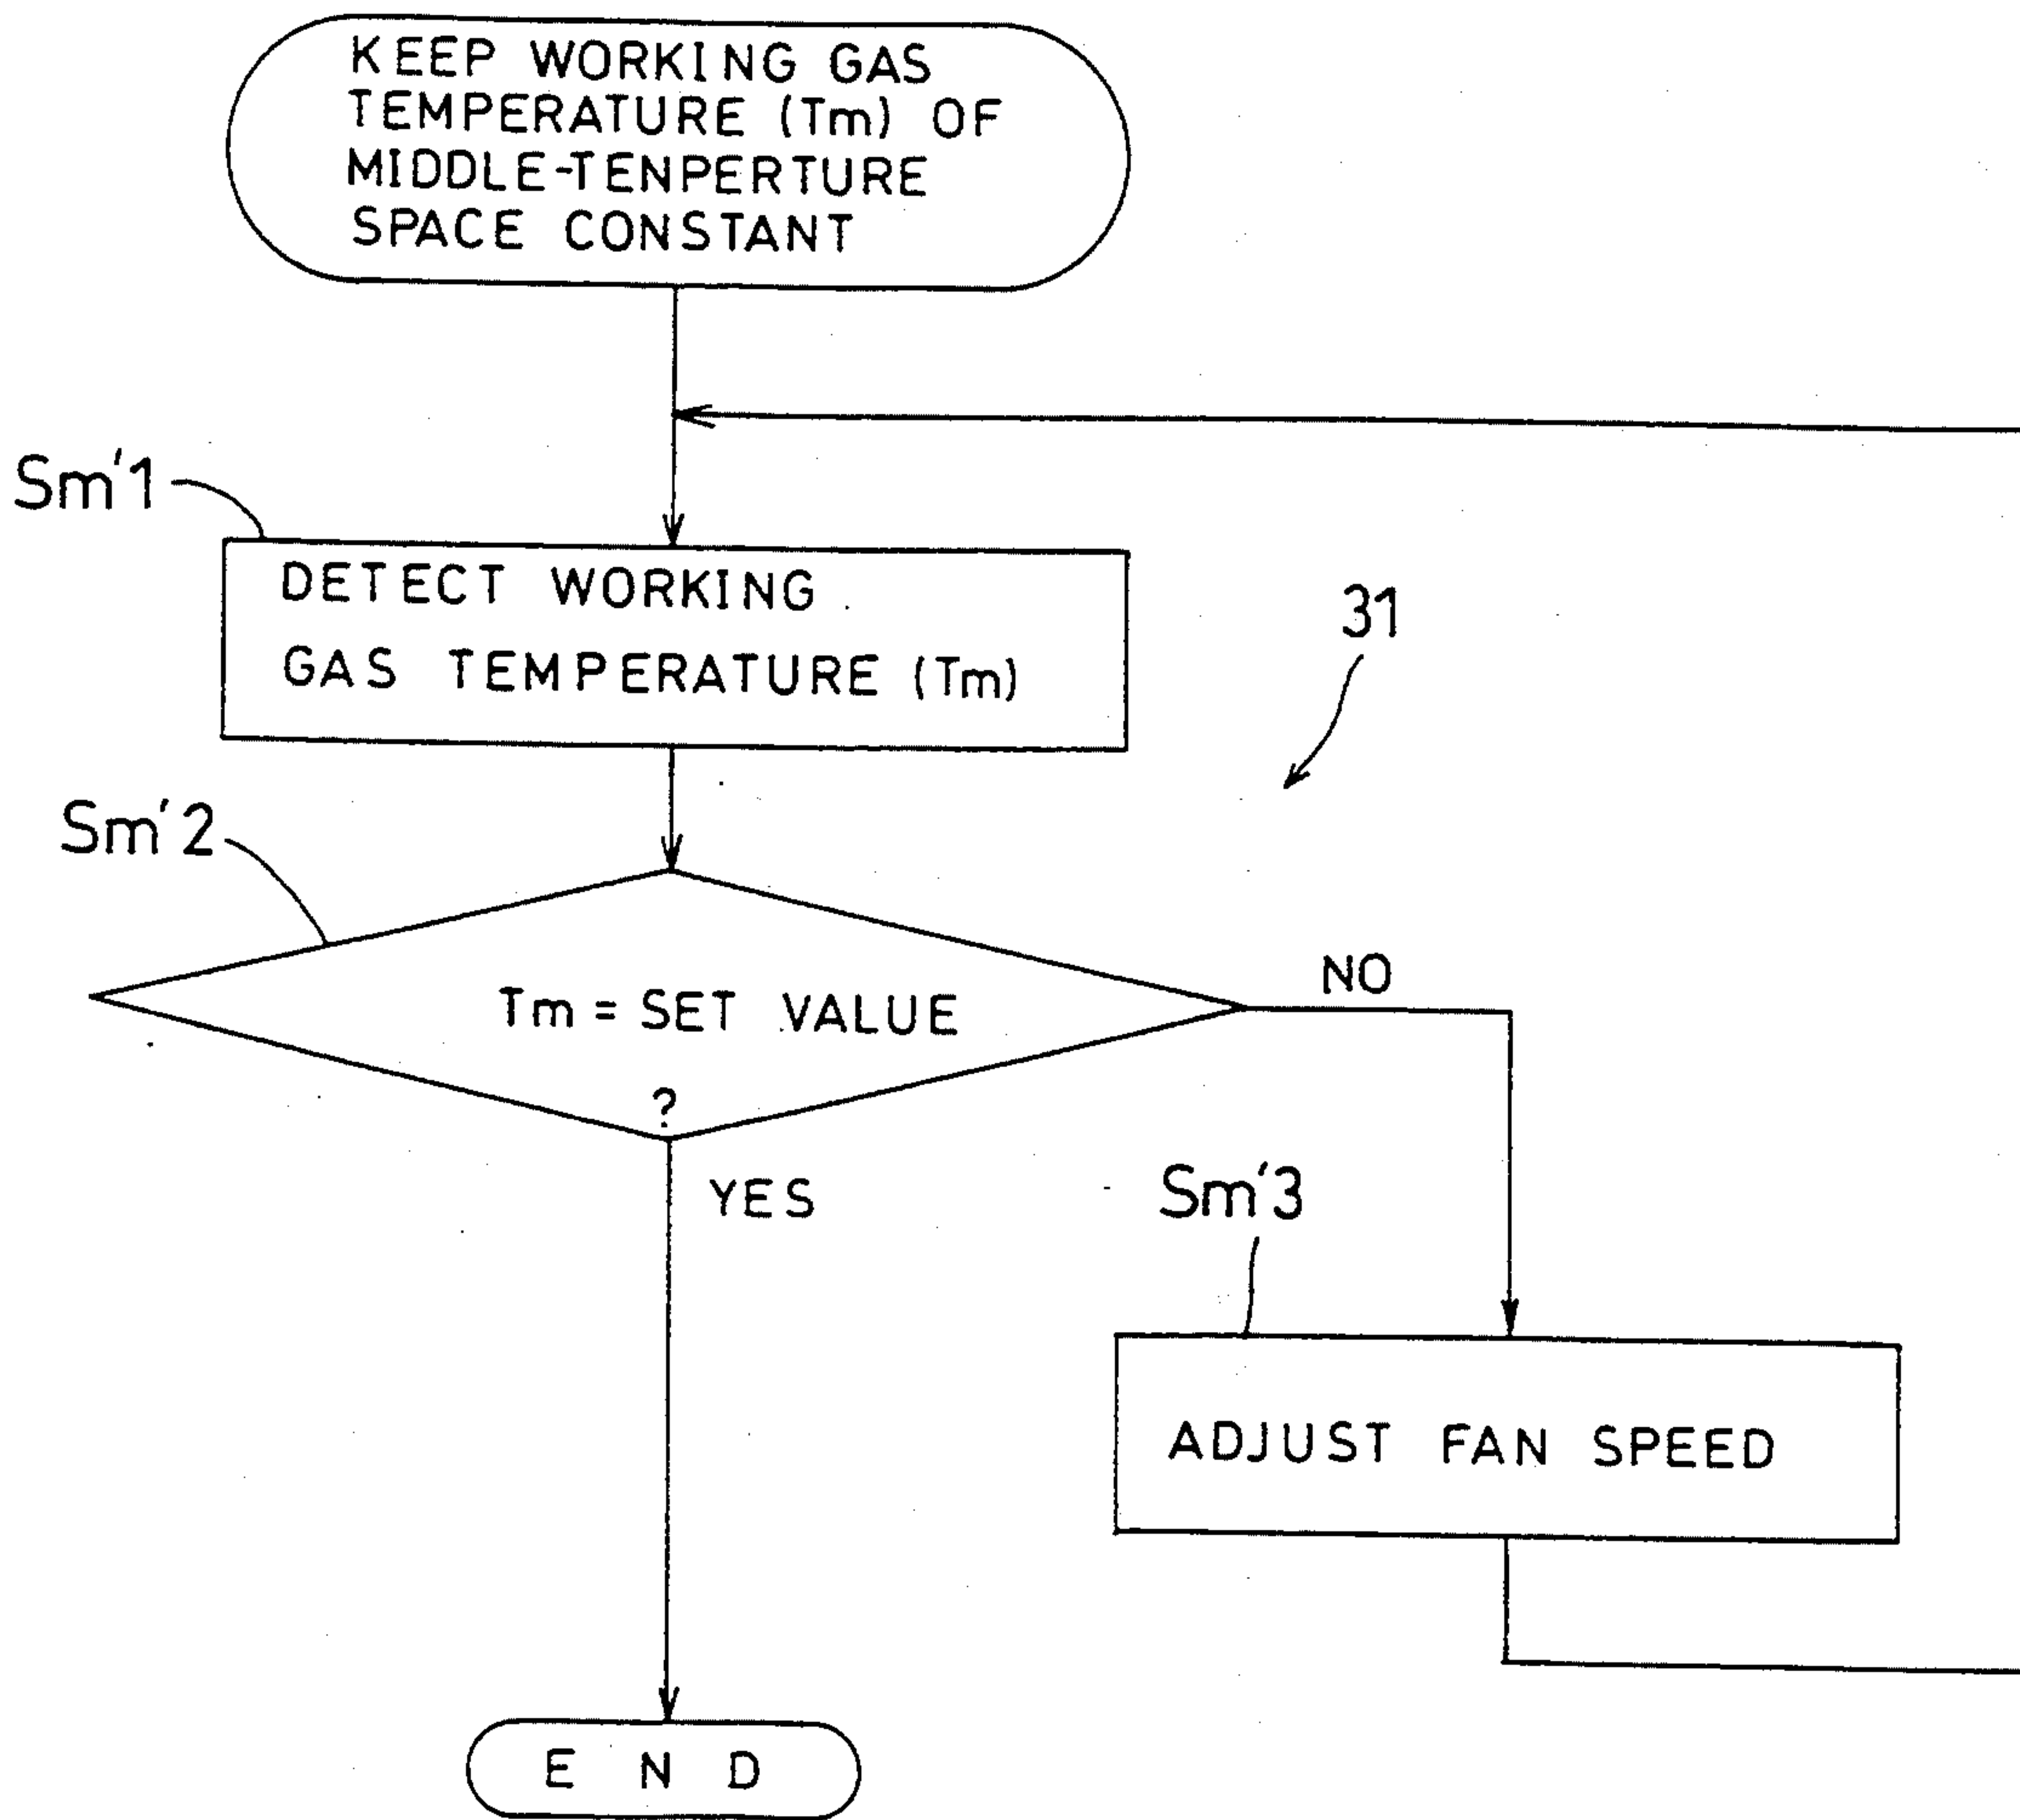 KEEP WORKING GAS
TEMPERATURE (Tm) OF
MIDDLE-TENPERTURE
SPACE CONSTANT
Sm'1
DETECT WORKING
GAS TEMPERATURE (Tm)
31
Sm'2
Tm = SET VALUE
?
NO
YES
Sm'3
ADJUST FAN SPEED
E N D